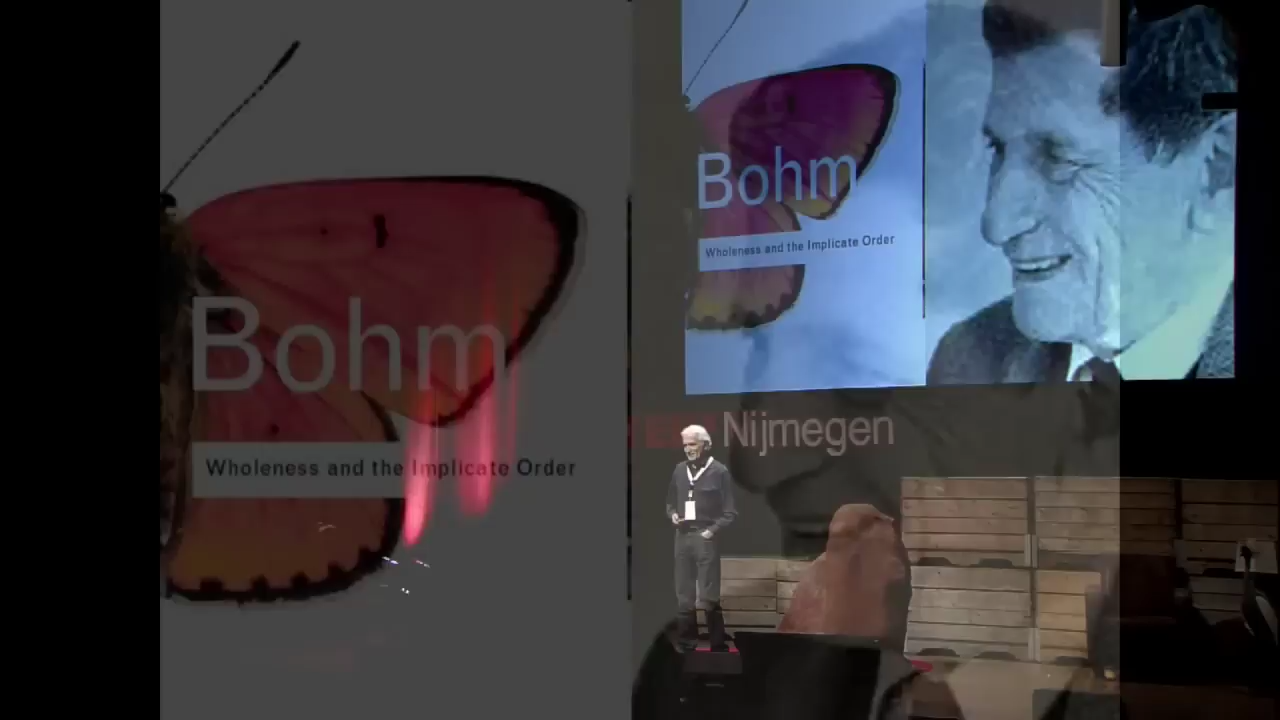 Bohm
Wholeness and the Implicate Order
Bohm
Wholeness and the Implicate Order
Nijmegen